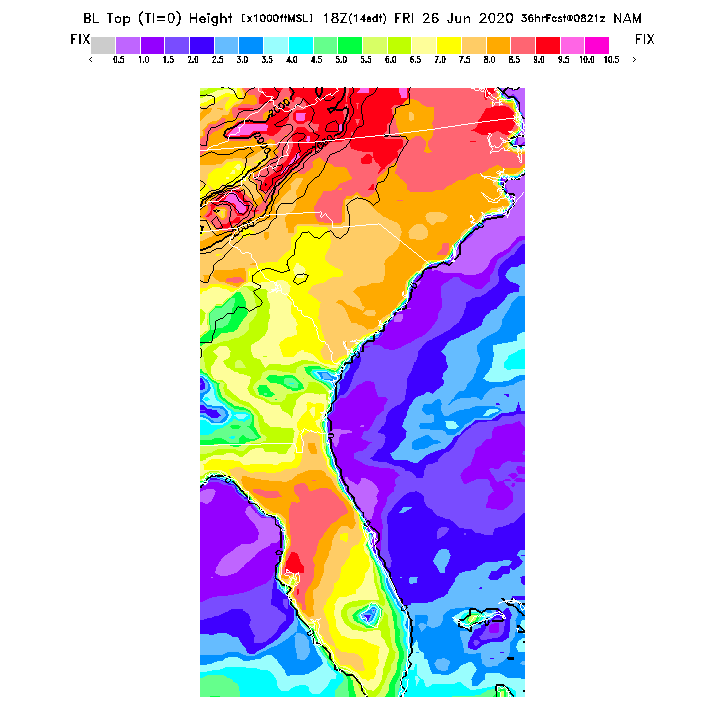 BL Top (TI=0) Height [x1000ftMSL] 18Z(14edt) FRI 26 Jun 2020 36hrFcst@0821z NAM
FIX FIX
< 0.5 1.0 1.5 2.0 2.5 3.0 3.5 4.0 4.5 5.0 5.5 6.0 6.5 7.0 7.5 8.0 8.5 9.0 9.5 10.0 10.5 >